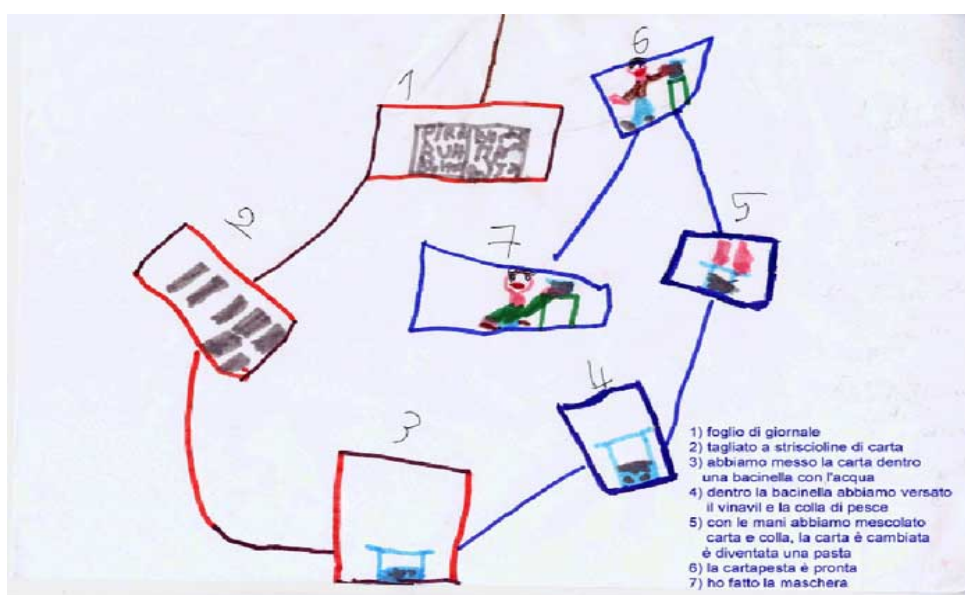 1
6
2
7
5
3
4
1) foglio di giornale
2) tagliato a striscioline di carta
3) abbiamo messo la carta dentro
una bacinella con l'acqua
4) dentro la bacinella abbiamo versato
il vinavil e la colla di pesce
5) con le mani abbiamo mescolato
carta e colla, la carta è cambiata
è diventata una pasta
6) la cartapesta è pronta
7) ho fatto la maschera